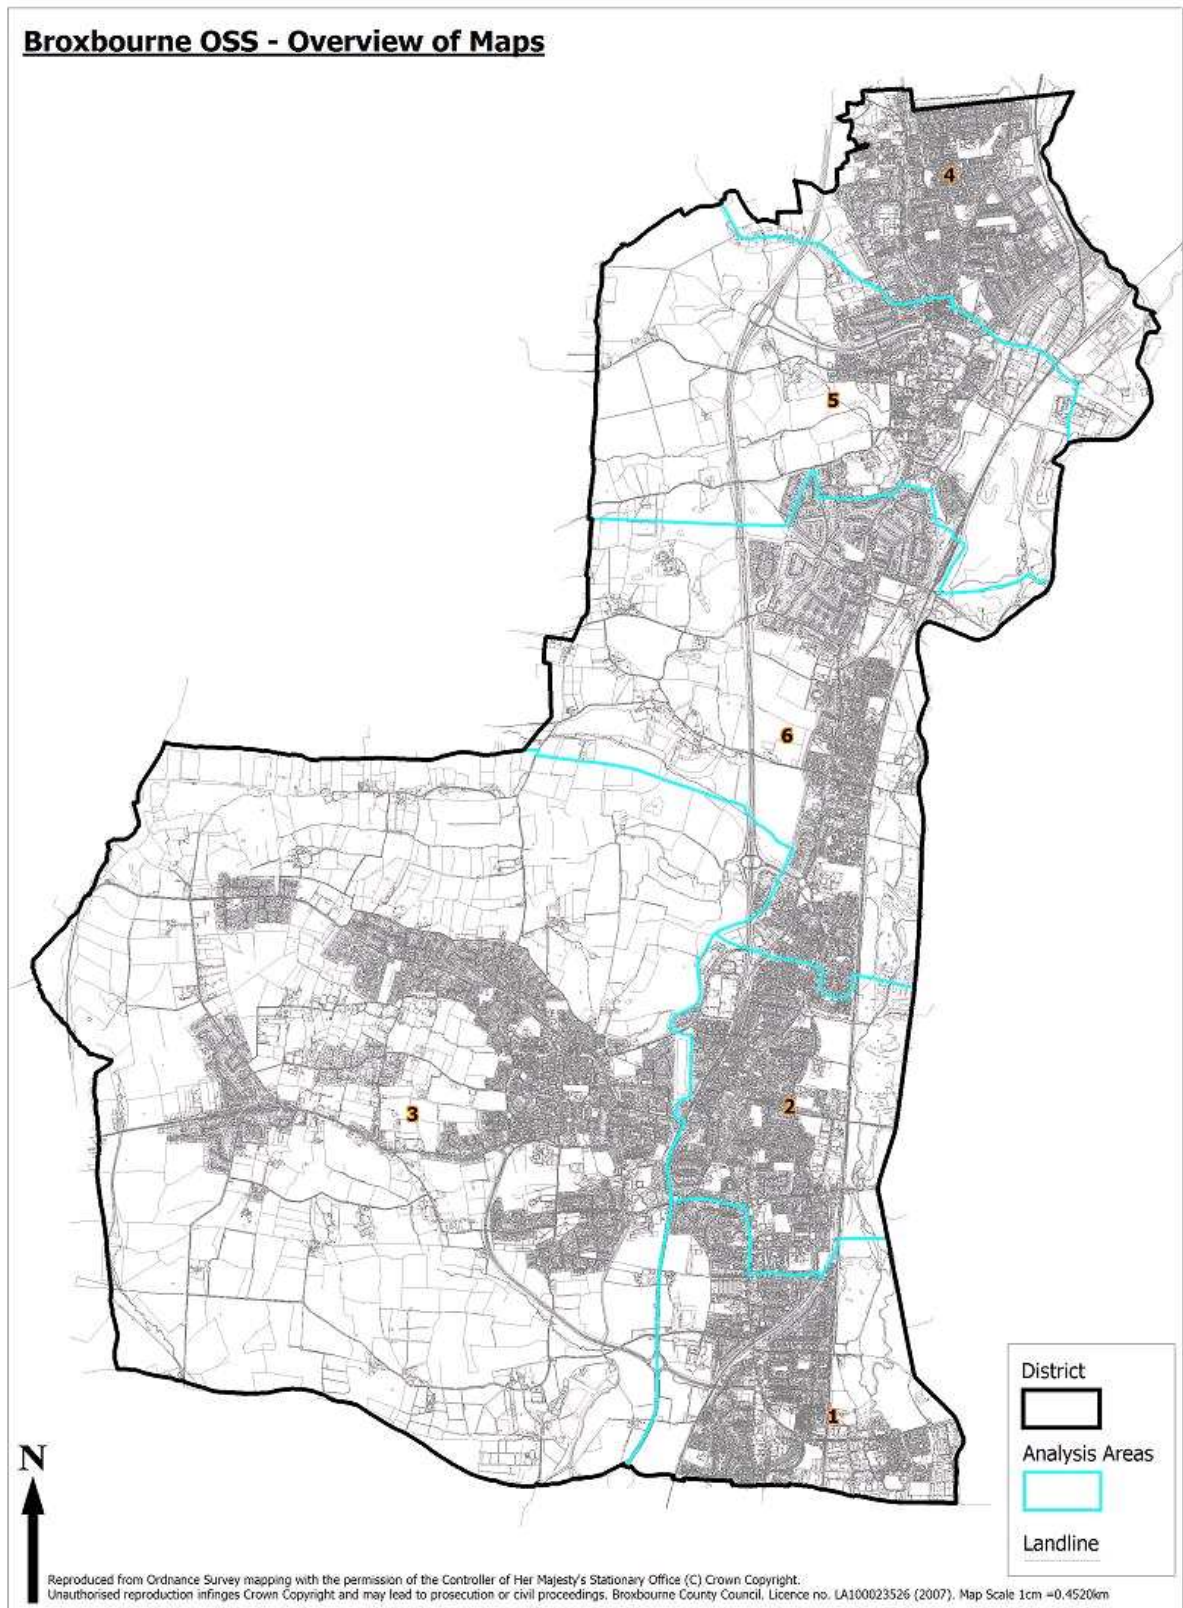 Broxbourne OSS - Overview of Maps
4
5
6
3
2
1
District
Analysis Areas
Landline
N
Reproduced from Ordnance Survey mapping with the permission of the Controller of Her Majesty's Stationary Office (C) Crown Copyright.
Unauthorised reproduction infinges Crown Copyright and may lead to prosecution or civil proceedings. Broxbourne County Council. Licence no. LA100023526 (2007). Map Scale 1cm =0.4520km